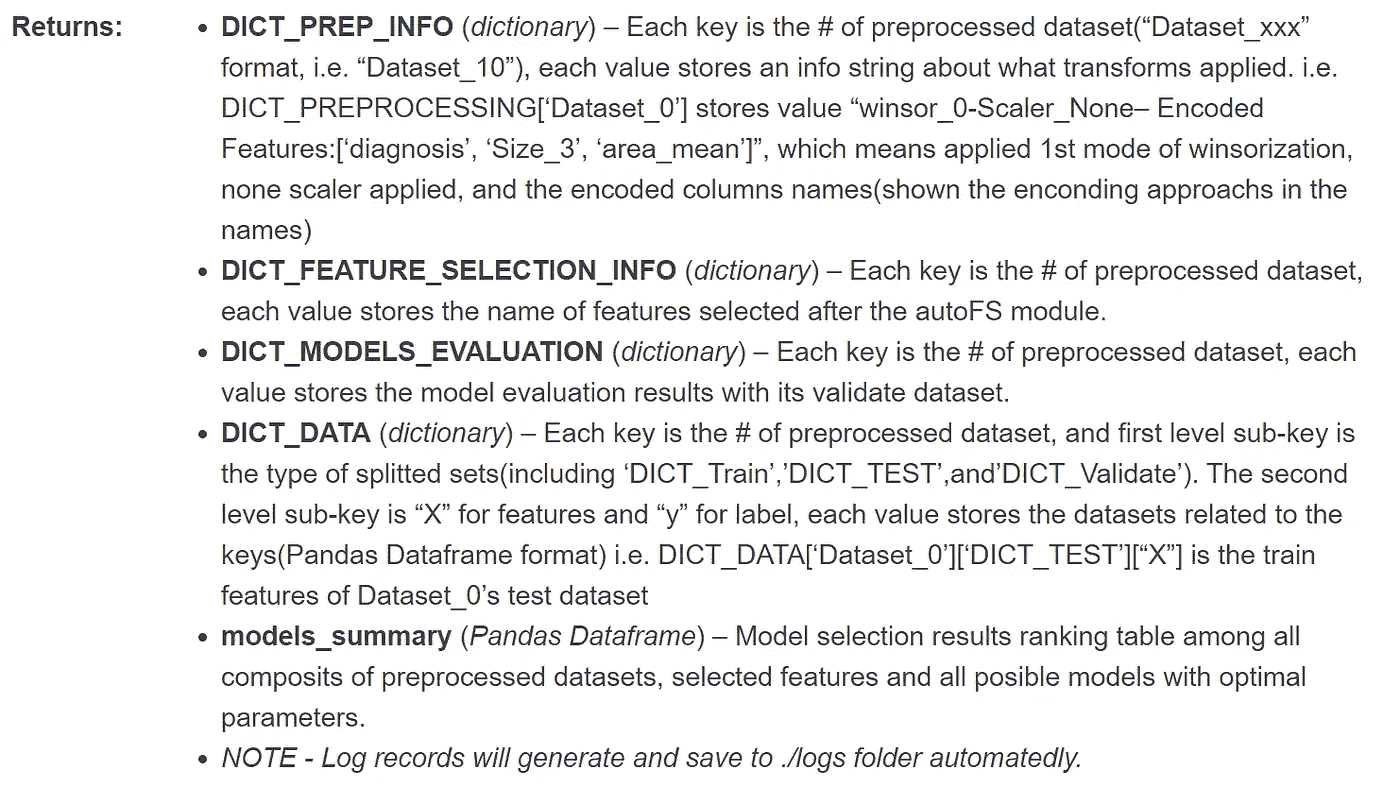 Returns: • DICT_PREP_INFO (dictionary) – Each key is the # of preprocessed dataset(“Dataset_xxx”
format, i.e. “Dataset_10”), each value stores an info string about what transforms applied. i.e.
DICT_PREPROCESSING[‘Dataset_0’] stores value “winsor_0-Scaler_None– Encoded
Features:[‘diagnosis’, ‘Size_3’, ‘area_mean’]”, which means applied 1st mode of winsorization,
none scaler applied, and the encoded columns names(shown the enconding approachs in the
names)
• DICT_FEATURE_SELECTION_INFO (dictionary) – Each key is the # of preprocessed dataset,
each value stores the name of features selected after the autoFS module.
• DICT_MODELS_EVALUATION (dictionary) – Each key is the # of preprocessed dataset, each
value stores the model evaluation results with its validate dataset.
• DICT_DATA (dictionary) – Each key is the # of preprocessed dataset, and first level sub-key is
the type of splitted sets(including ‘DICT_Train’,’DICT_TEST’,and’DICT_Validate’). The second
level sub-key is “X” for features and “y” for label, each value stores the datasets related to the
keys(Pandas Dataframe format) i.e. DICT_DATA[‘Dataset_0’][‘DICT_TEST’][“X”] is the train
features of Dataset_0’s test dataset
• models_summary (Pandas Dataframe) – Model selection results ranking table among all
composits of preprocessed datasets, selected features and all posible models with optimal
parameters.
• NOTE - Log records will generate and save to ./logs folder automatedly.